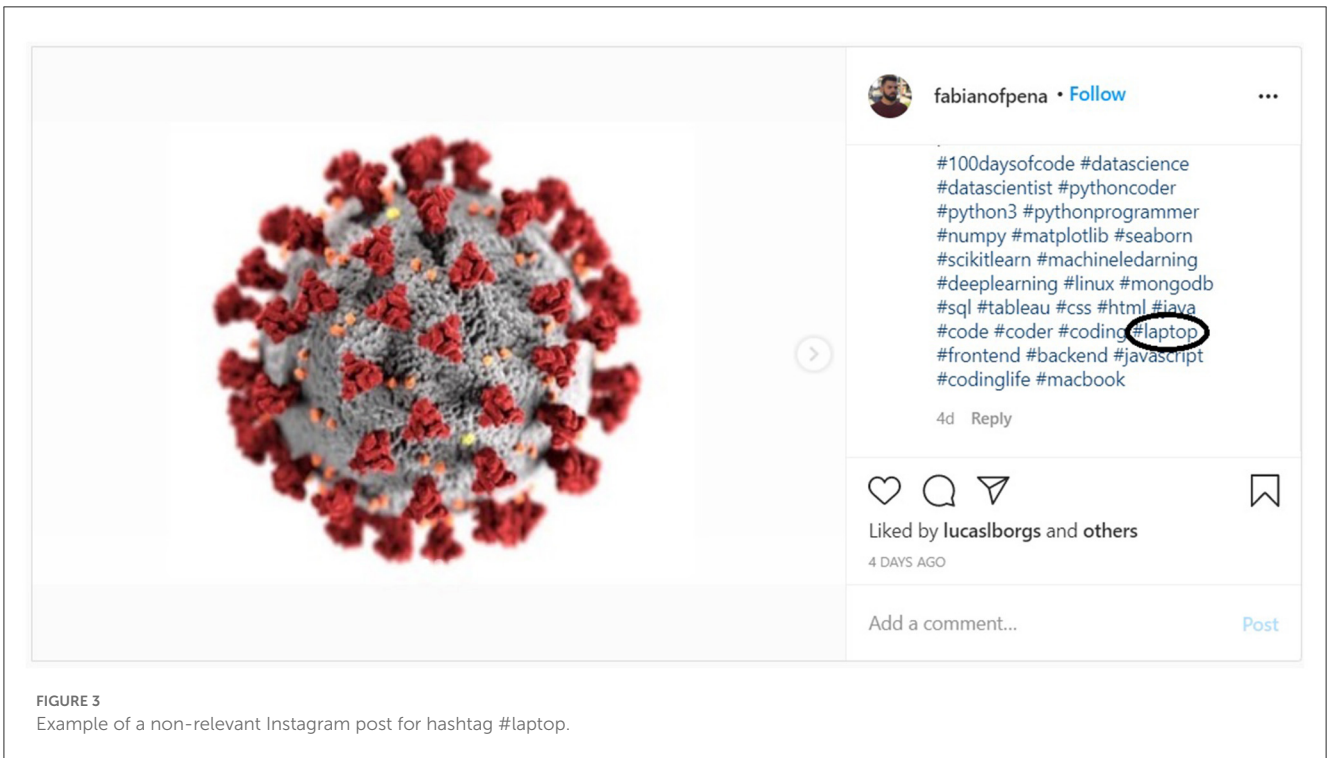 fabianofpena • Follow
...
#100daysofcode #datascience
#datascientist #pythoncoder
#python3 #pythonprogrammer
#numpy #matplotlib #seaborn
#scikitlearn #machineledarning
#deeplearning #linux #mongodb
#sql #tableau #css #html #java
#code #coder #coding #laptop
#frontend #backend #javascript
#codinglife #macbook
4d Reply
Liked by lucaslborgs and others
4 DAYS AGO
Add a comment... Post
FIGURE 3
Example of a non-relevant Instagram post for hashtag #laptop.